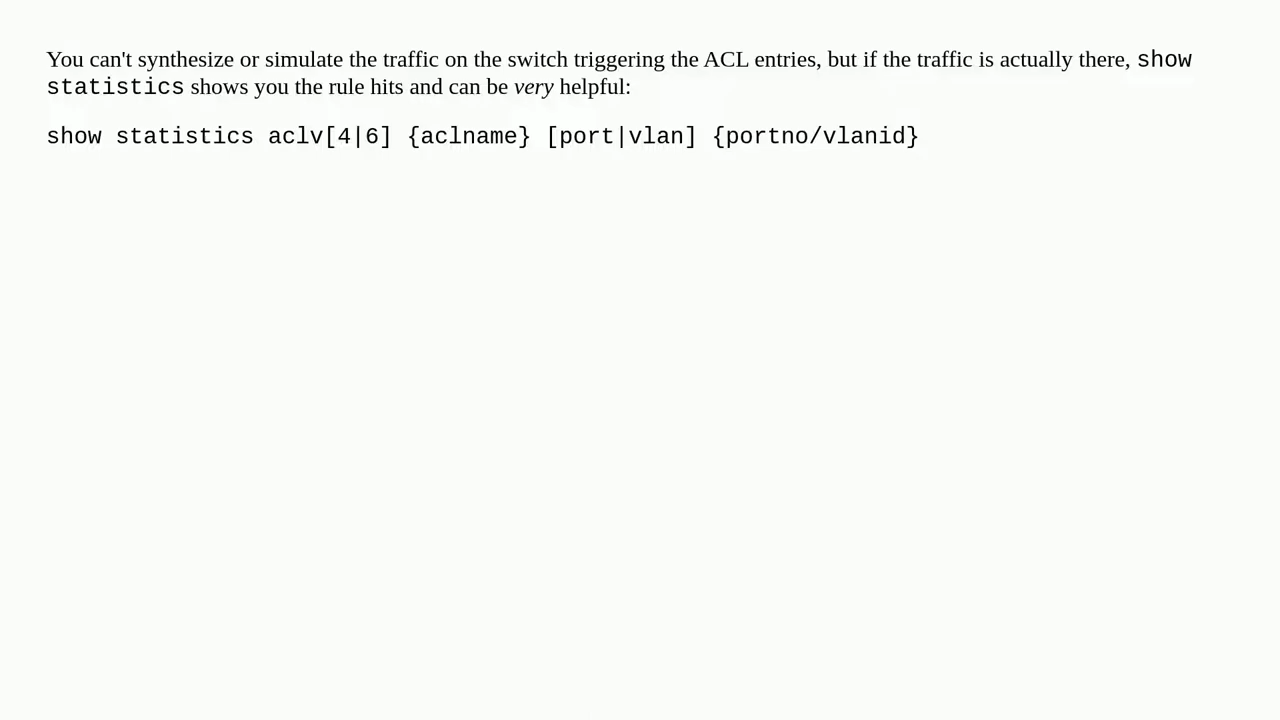 You can't synthesize or simulate the traffic on the switch triggering the ACL entries, but if the traffic is actually there, show
statistics shows you the rule hits and can be very helpful:
show statistics aclv[4|6] {aclname} [port|vlan] {portno/vlanid}